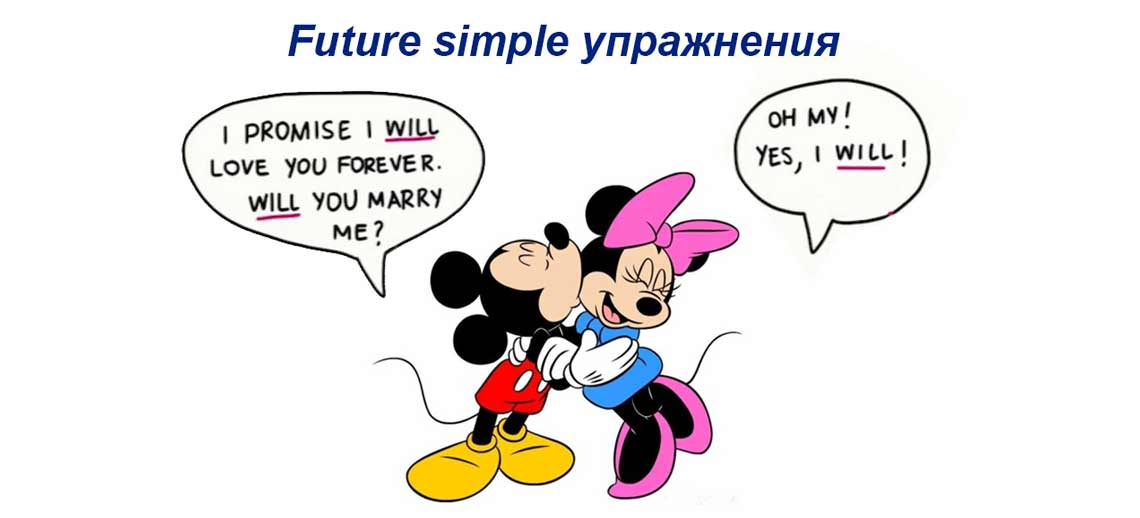 Future simple упражнения
I PROMISE I WILL
LOVE YOU FOREVER.
WILL YOU MARRY
ME?
OH MY!
YES, I WILL!